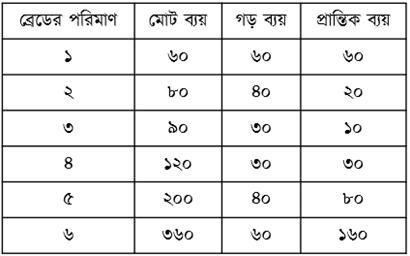 ব্রেডের পরিমাণ মোট ব্যয় গড় ব্যয় প্রান্তিক ব্যয়
১ ৬০ ৬০ ৬০
২ ৮০ ৪০ ২০
৩ ৯০ ৩০ ১০
৪ ১২০ ৩০ ৩০
৫ ২০০ ৪০ ৮০
৬ ৩৬০ ৬০ ১৬০